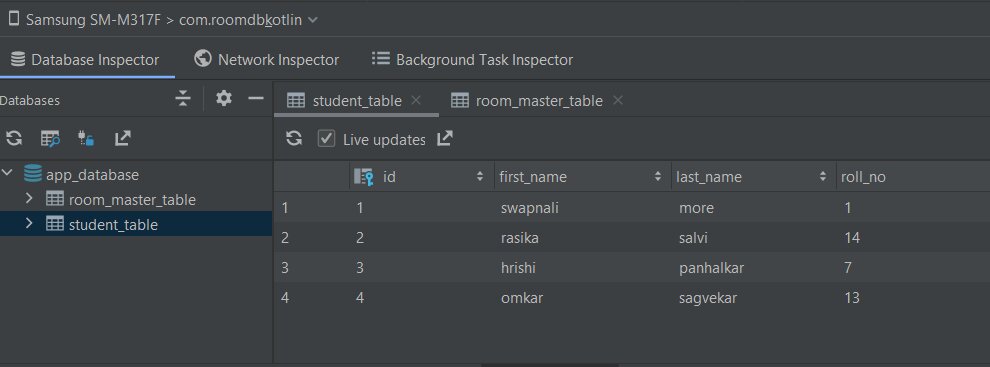 Samsung SM-M317F > com.roomdbkotlin
Database Inspector Network Inspector Background Task Inspector
Databases
student_table room_master_table
Live updates
app_database
room_master_table
student_table
id first_name last_name roll_no
1 1 swapnali more 1
2 2 rasika salvi 14
3 3 hrishi panhalkar 7
4 4 omkar sagvekar 13